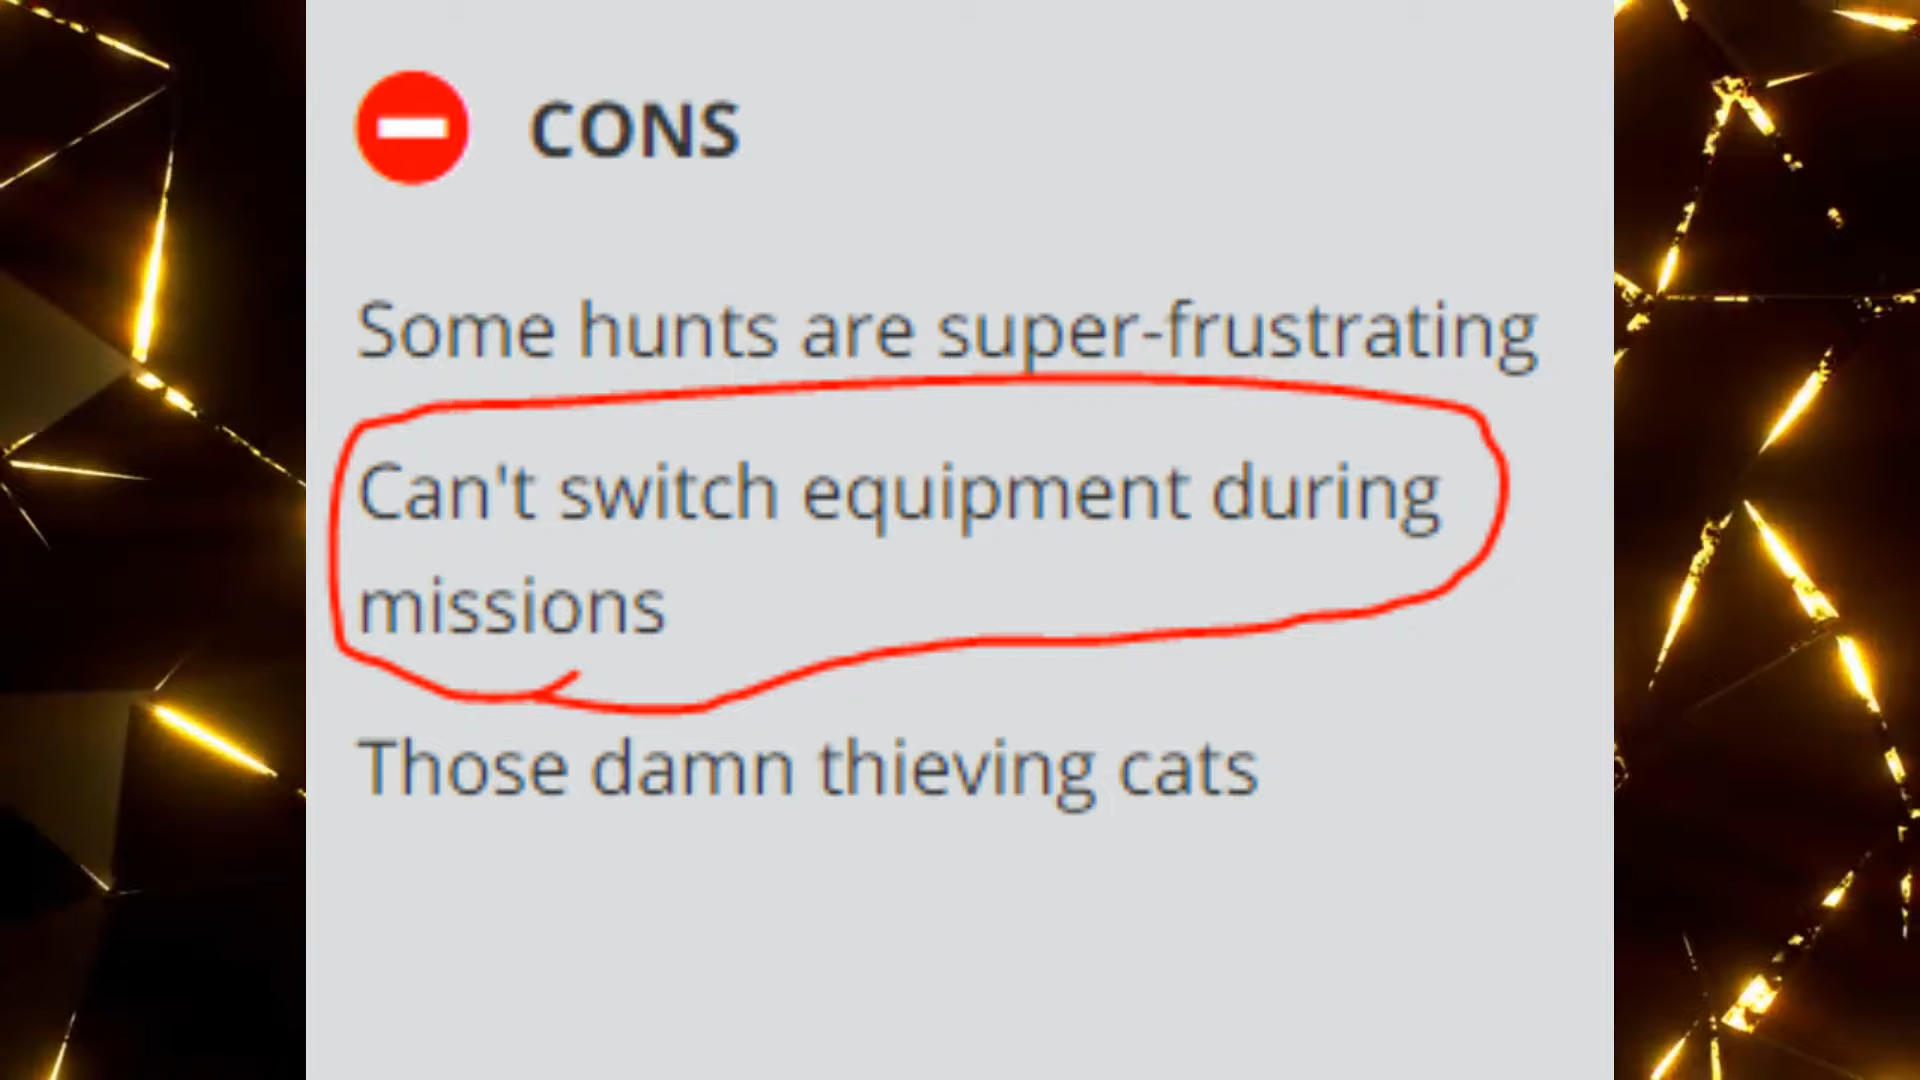 CONS
Some hunts are super-frustrating
Can't switch equipment during
missions
Those damn thieving cats